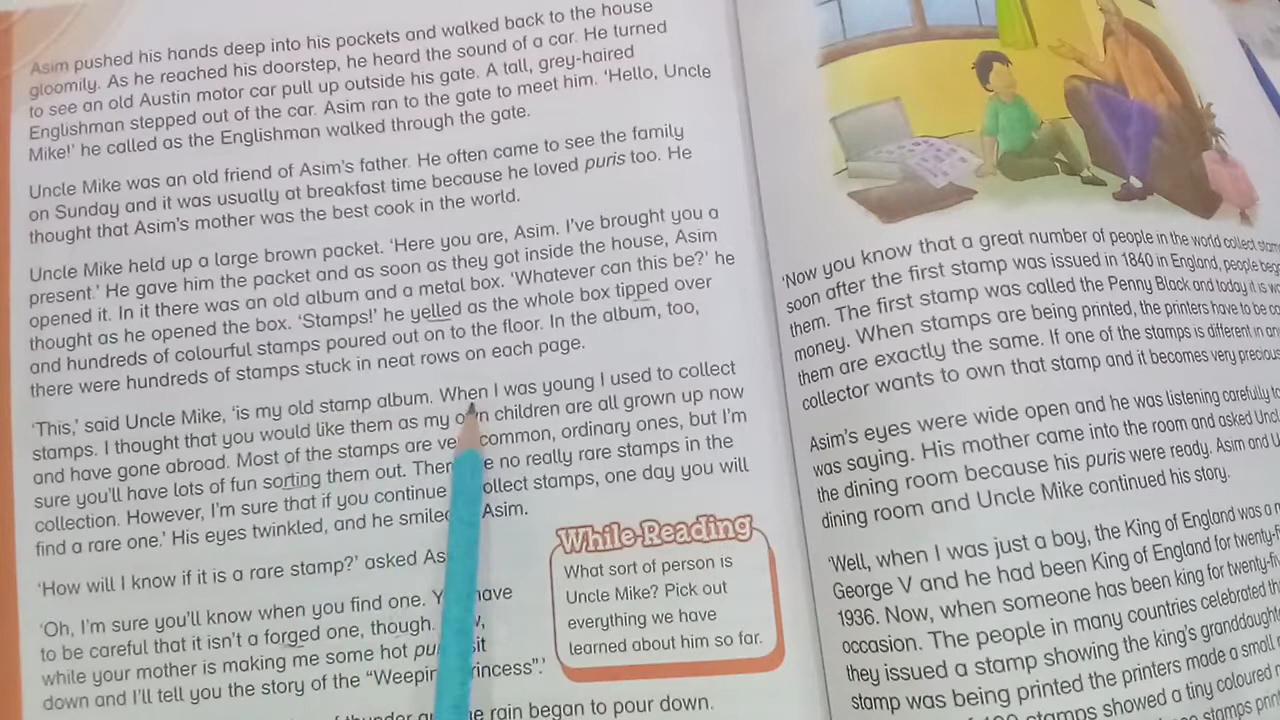 Asim pushed his hands deep into his pockets and walked back to the house
gloomily. As he reached his doorstep, he heard the sound of a car. He turned
to see an old Austin motor car pull up outside his gate. A tall, grey-haired
Englishman stepped out of the car. Asim ran to the gate to meet him. 'Hello, Uncle
Mike!' he called as the Englishman walked through the gate.
Uncle Mike was an old friend of Asim's father. He often came to see the family
on Sunday and it was usually at breakfast time because he loved puris too. He
thought that Asim's mother was the best cook in the world.
Uncle Mike held up a large brown packet. 'Here you are, Asim. I've brought you a
present.' He gave him the packet and as soon as they got inside the house, Asim
opened it. In it there was an old album and a metal box. 'Whatever can this be?' he
thought as he opened the box. 'Stamps!' he yelled as the whole box tipped over
and hundreds of colourful stamps poured out on to the floor. In the album, too,
there were hundreds of stamps stuck in neat rows on each page.
'This,' said Uncle Mike, 'is my old stamp album. When I was young I used to collect
stamps. I thought that you would like them as my own children are all grown up now
and have gone abroad. Most of the stamps are common, ordinary ones, but I'm
sure you'll have lots of fun sorting them out. no really rare stamps in the
collection. However, I'm sure that if you continue stamps, one day you will
find a rare one.' His eyes twinkled, and he Asim.
'How will I know if it is a rare stamp?' asked
'Oh, I'm sure you'll know when you find one. have
to be careful that it isn't a forged one, though.
while your mother is making me some hot sit
down and I'll tell you the story of the
rain began to pour down.
While-Reading
What sort of person is
Uncle Mike? Pick out
everything we have
learned about him so far.
'Now you know that a great number of people in the world collect
soon after the first stamp was issued in 1840 in England, people
them. The first stamp was called the Penny Black and today it is
money. When stamps are being printed, the printers have to be
them are exactly the same. If one of the stamps is different in
collector wants to own that stamp and it becomes very precious
Asim's eyes were wide open and he was listening carefully
was saying. His mother came into the room and asked
the dining room because his puris were ready. Asim and
dining room and Uncle Mike continued his story.
'Well, when I was just a boy, the King of England was a
George V and he had been King of England for
1936. Now, when someone has been king for
occasion. The people in many countries celebrated
they issued a stamp showing the king's
stamp was being printed the printers made a small
stamps showed a tiny coloured